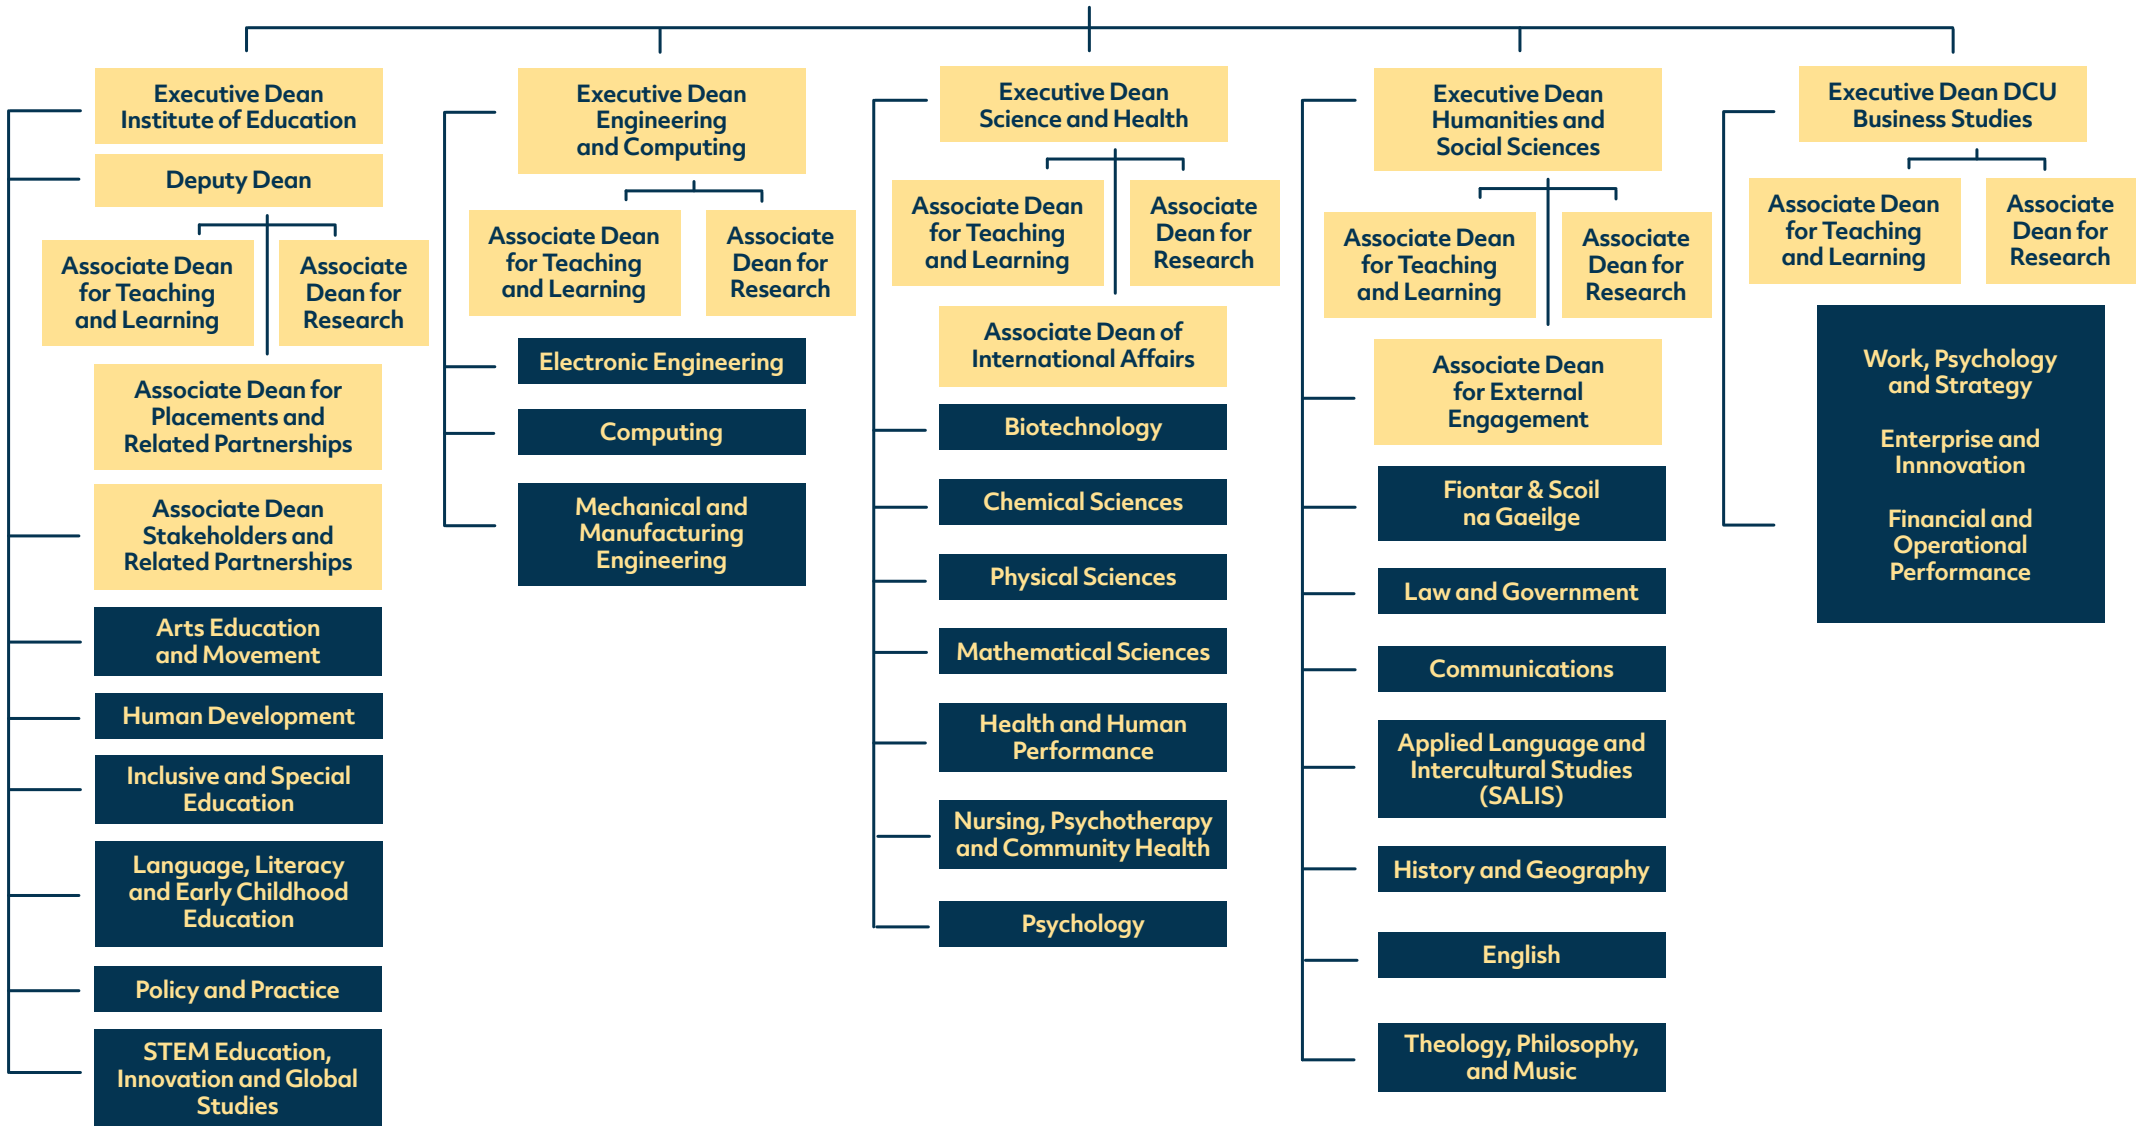 Executive Dean
Institute of Education
Deputy Dean
Associate Dean
for Teaching
and Learning
Associate
Dean for
Research
Associate Dean for
Placements and
Related Partnerships
Associate Dean
Stakeholders and
Related Partnerships
Arts Education
and Movement
Human Development
Inclusive and Special
Education
Language, Literacy
and Early Childhood
Education
Policy and Practice
STEM Education,
Innovation and Global
Studies
Executive Dean
Engineering
and Computing
Associate Dean
for Teaching
and Learning
Associate
Dean for
Research
Electronic Engineering
Computing
Mechanical and
Manufacturing
Engineering
Executive Dean
Science and Health
Associate Dean
for Teaching
and Learning
Associate
Dean for
Research
Associate Dean of
International Affairs
Biotechnology
Chemical Sciences
Physical Sciences
Mathematical Sciences
Health and Human
Performance
Nursing, Psychotherapy
and Community Health
Psychology
Executive Dean
Humanities and
Social Sciences
Associate Dean
for Teaching
and Learning
Associate
Dean for
Research
Associate Dean
for External
Engagement
Fiontar & Scoil
na Gaeilge
Law and Government
Communications
Applied Language and
Intercultural Studies
(SALIS)
History and Geography
English
Theology, Philosophy,
and Music
Executive Dean DCU
Business Studies
Associate Dean
for Teaching
and Learning
Associate
Dean for
Research
Work, Psychology
and Strategy
Enterprise and
Innnovation
Financial and
Operational
Performance